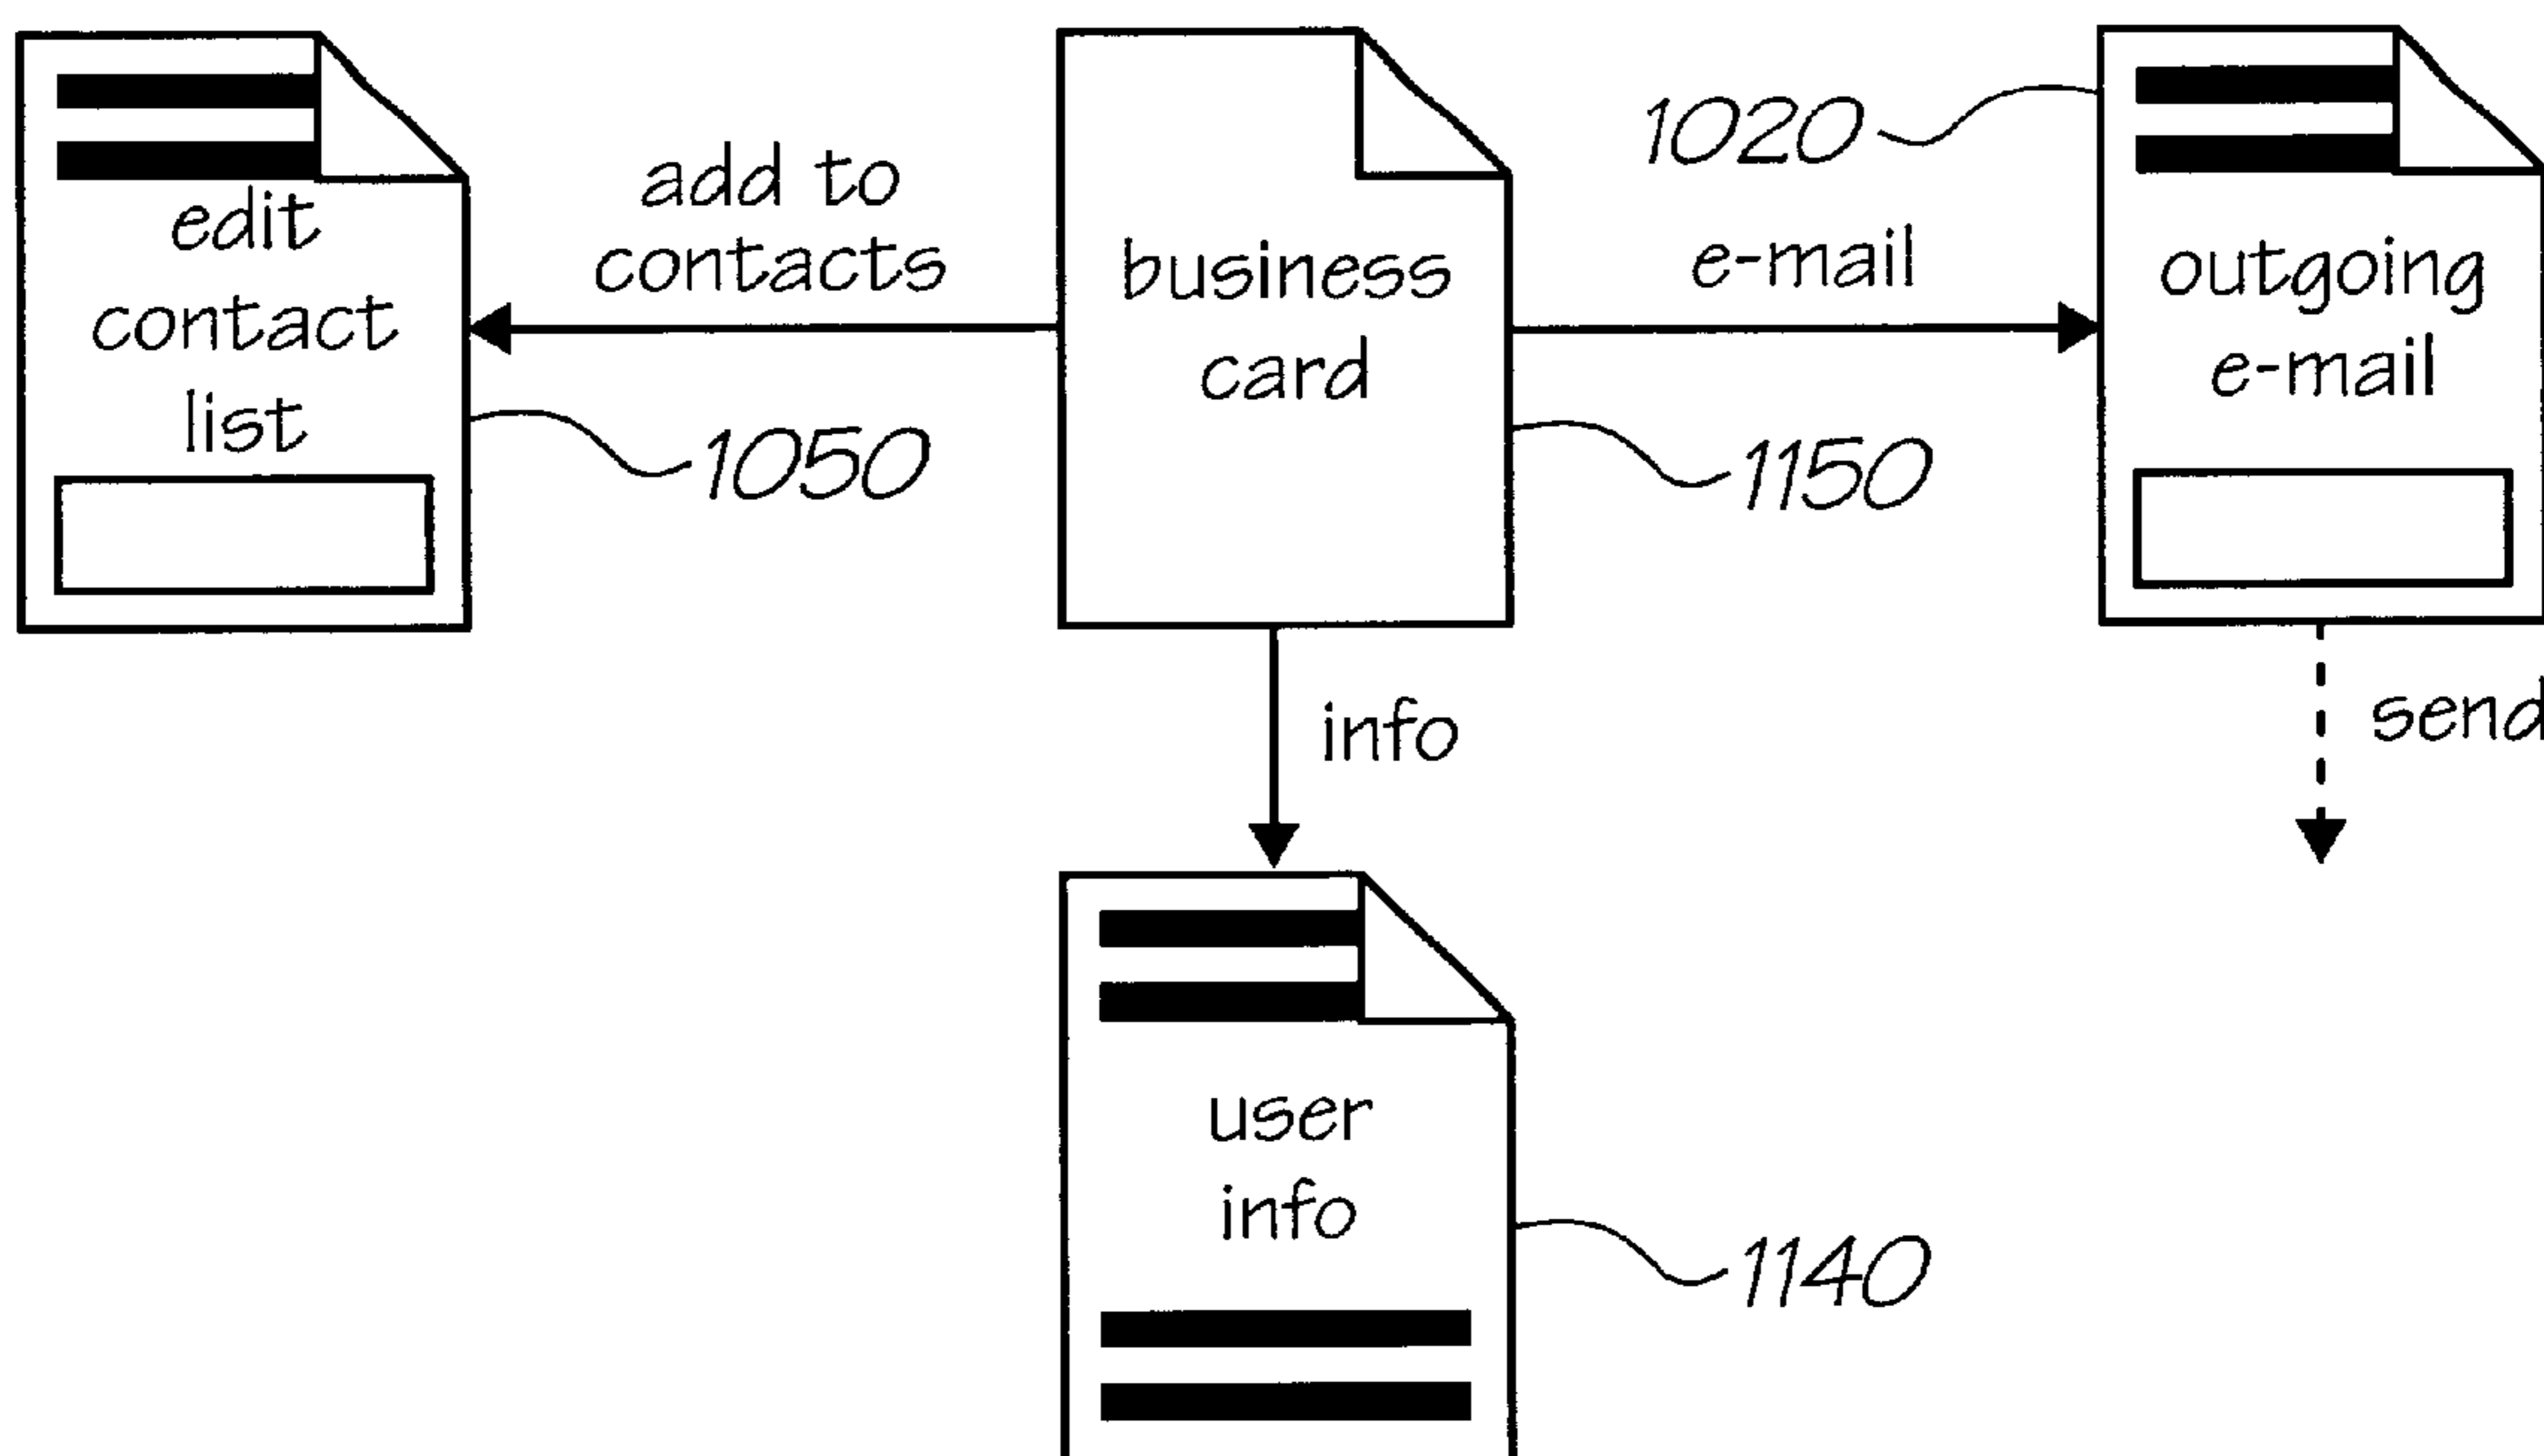 edit
contact
list
add to
contacts
1050
business
card
1150
1020
e-mail
outgoing
e-mail
send
info
user
info
1140